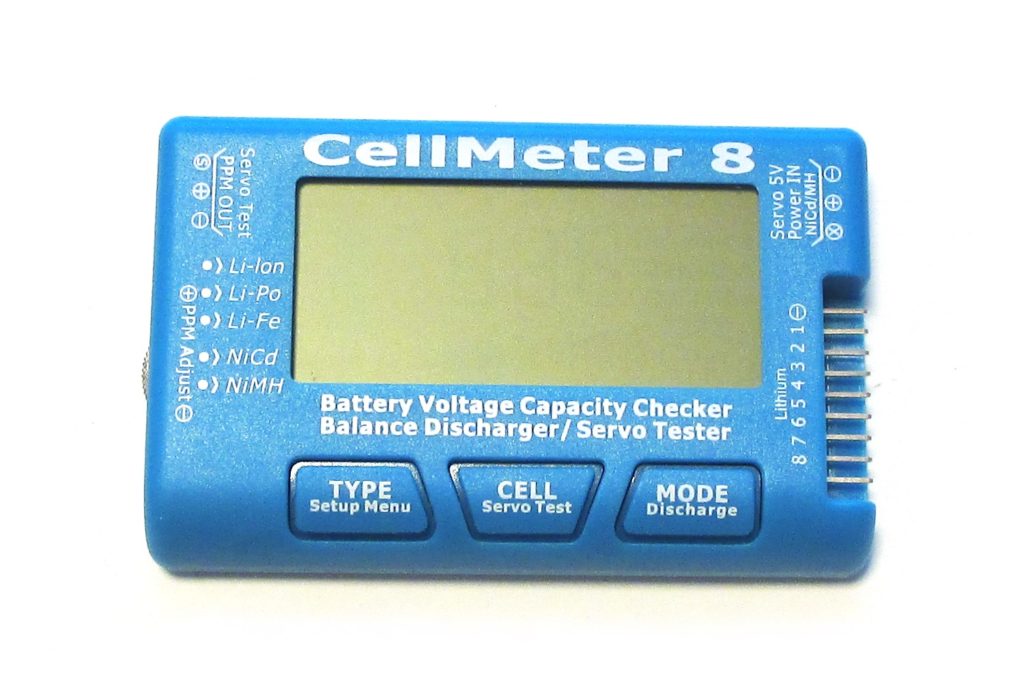 CellMeter 8
Servo Test
PPM OUT
S + -
Li-Ion
Li-Po
Li-Fe
NiCd
NiMH
⊕PPM Adjust⊖
Servo 5V
Power IN
NiCd/MH
⊖ ⊕ ⊗
Lithium
8 7 6 5 4 3 2 1 ⊖
Battery Voltage Capacity Checker
Balance Discharger/ Servo Tester
TYPE
Setup Menu
CELL
Servo Test
MODE
Discharge